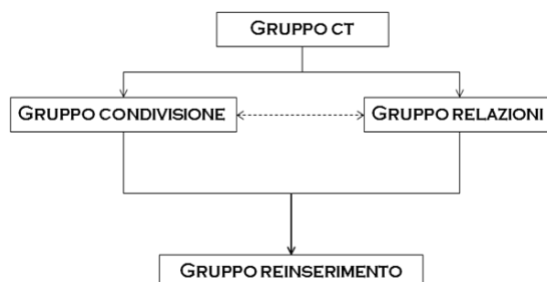 GRUPPO CT
GRUPPO CONDIVISIONE
GRUPPO RELAZIONI
GRUPPO REINSERIMENTO